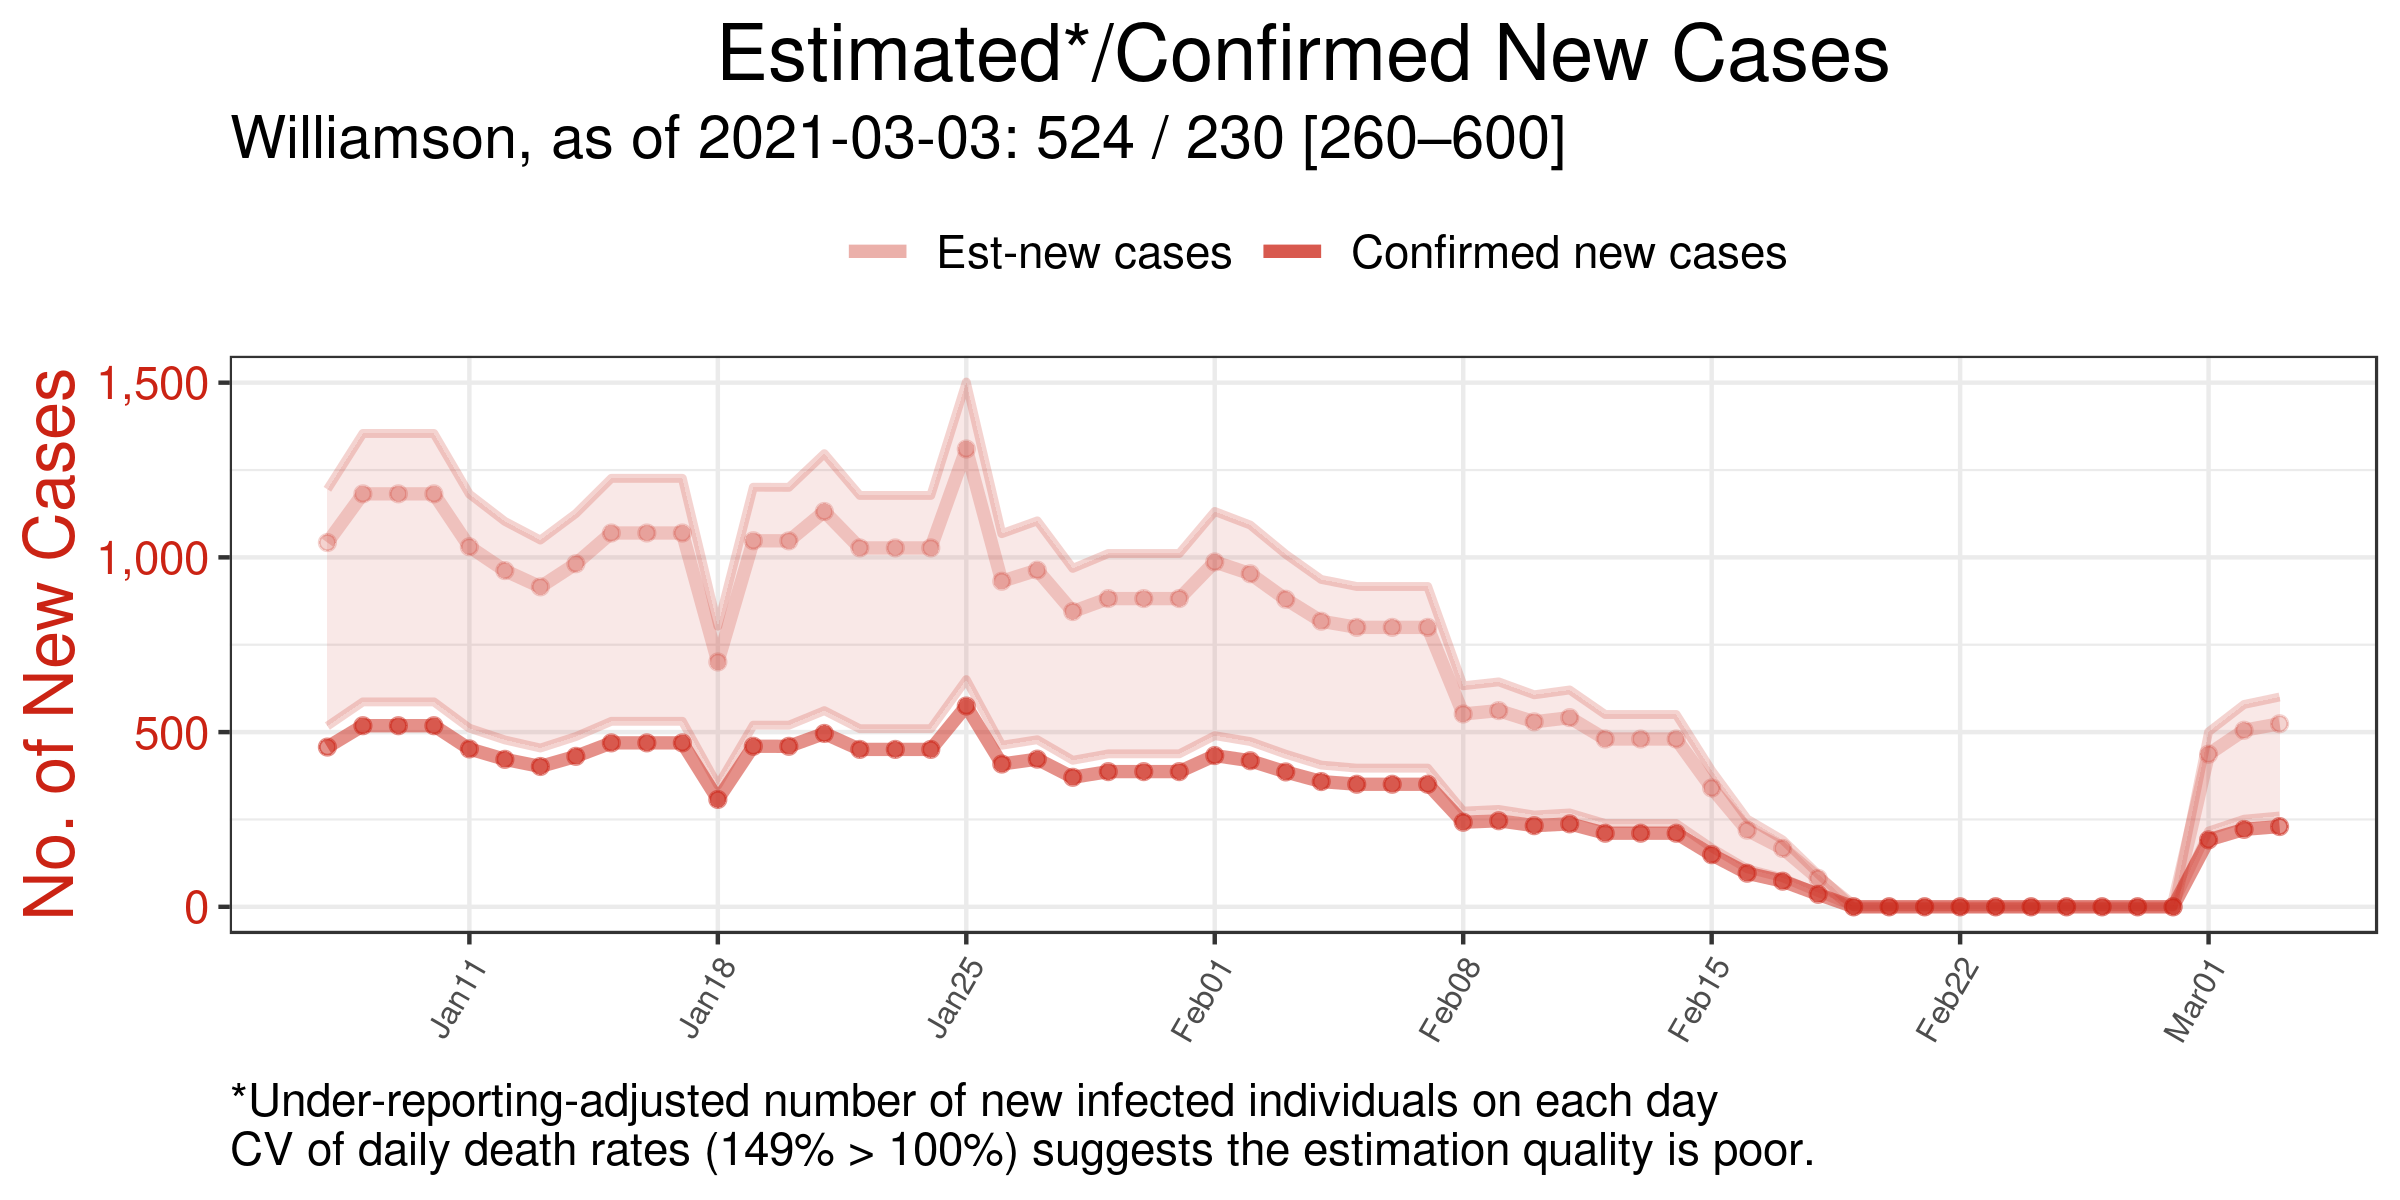 Estimated*/Confirmed New Cases
Williamson, as of 2021-03-03: 524 / 230 [260–600]
Est-new cases
Confirmed new cases
No. of New Cases
1,500
1,000
500
0
Jan11
Jan18
Jan25
Feb01
Feb08
Feb15
Feb22
Mar01
*Under-reporting-adjusted number of new infected individuals on each day
CV of daily death rates (149% > 100%) suggests the estimation quality is poor.